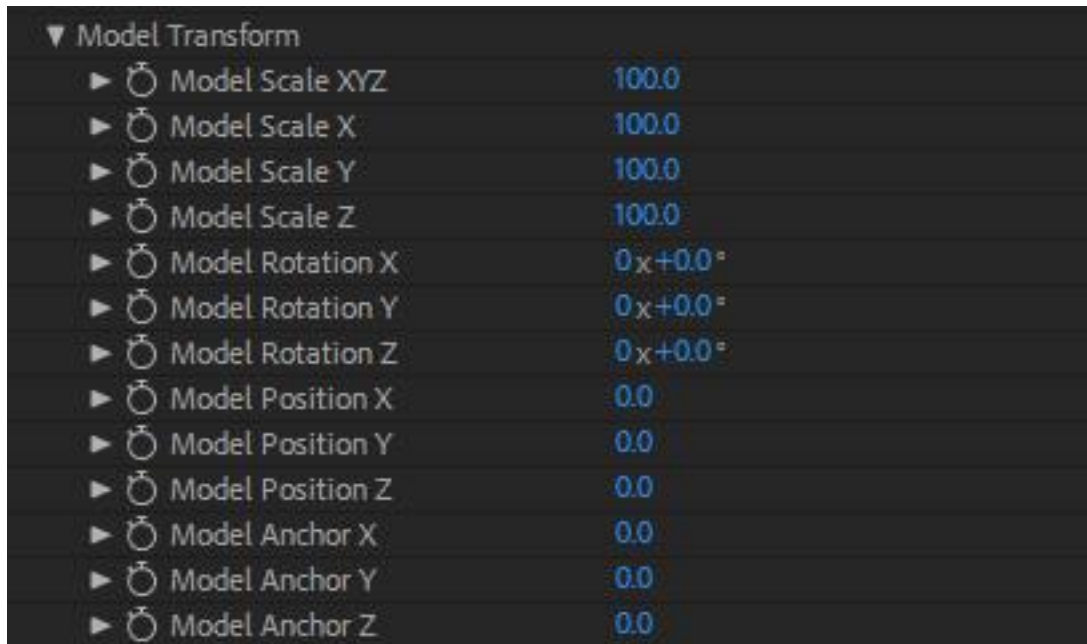 Model Transform
Model Scale XYZ 100.0
Model Scale X 100.0
Model Scale Y 100.0
Model Scale Z 100.0
Model Rotation X 0x+0.0°
Model Rotation Y 0x+0.0°
Model Rotation Z 0x+0.0°
Model Position X 0.0
Model Position Y 0.0
Model Position Z 0.0
Model Anchor X 0.0
Model Anchor Y 0.0
Model Anchor Z 0.0